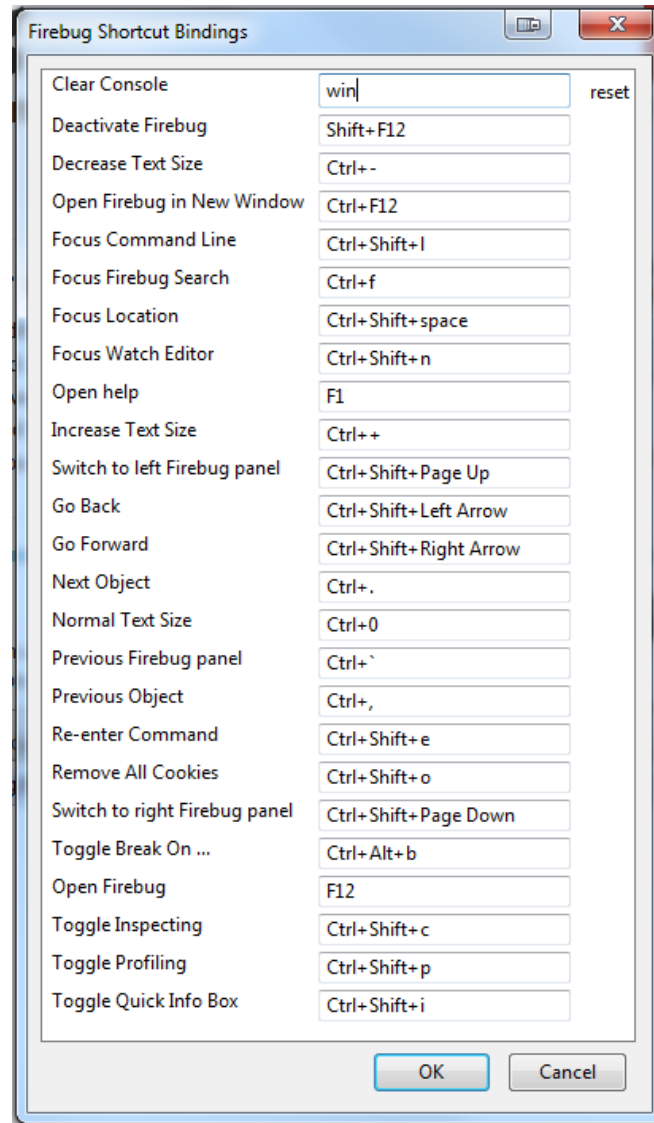 Firebug Shortcut Bindings
Clear Console win reset
Deactivate Firebug Shift+F12
Decrease Text Size Ctrl+-
Open Firebug in New Window Ctrl+F12
Focus Command Line Ctrl+Shift+l
Focus Firebug Search Ctrl+f
Focus Location Ctrl+Shift+space
Focus Watch Editor Ctrl+Shift+n
Open help F1
Increase Text Size Ctrl++
Switch to left Firebug panel Ctrl+Shift+Page Up
Go Back Ctrl+Shift+Left Arrow
Go Forward Ctrl+Shift+Right Arrow
Next Object Ctrl+.
Normal Text Size Ctrl+0
Previous Firebug panel Ctrl+`
Previous Object Ctrl+,
Re-enter Command Ctrl+Shift+e
Remove All Cookies Ctrl+Shift+o
Switch to right Firebug panel Ctrl+Shift+Page Down
Toggle Break On ... Ctrl+Alt+b
Open Firebug F12
Toggle Inspecting Ctrl+Shift+c
Toggle Profiling Ctrl+Shift+p
Toggle Quick Info Box Ctrl+Shift+i
OK Cancel